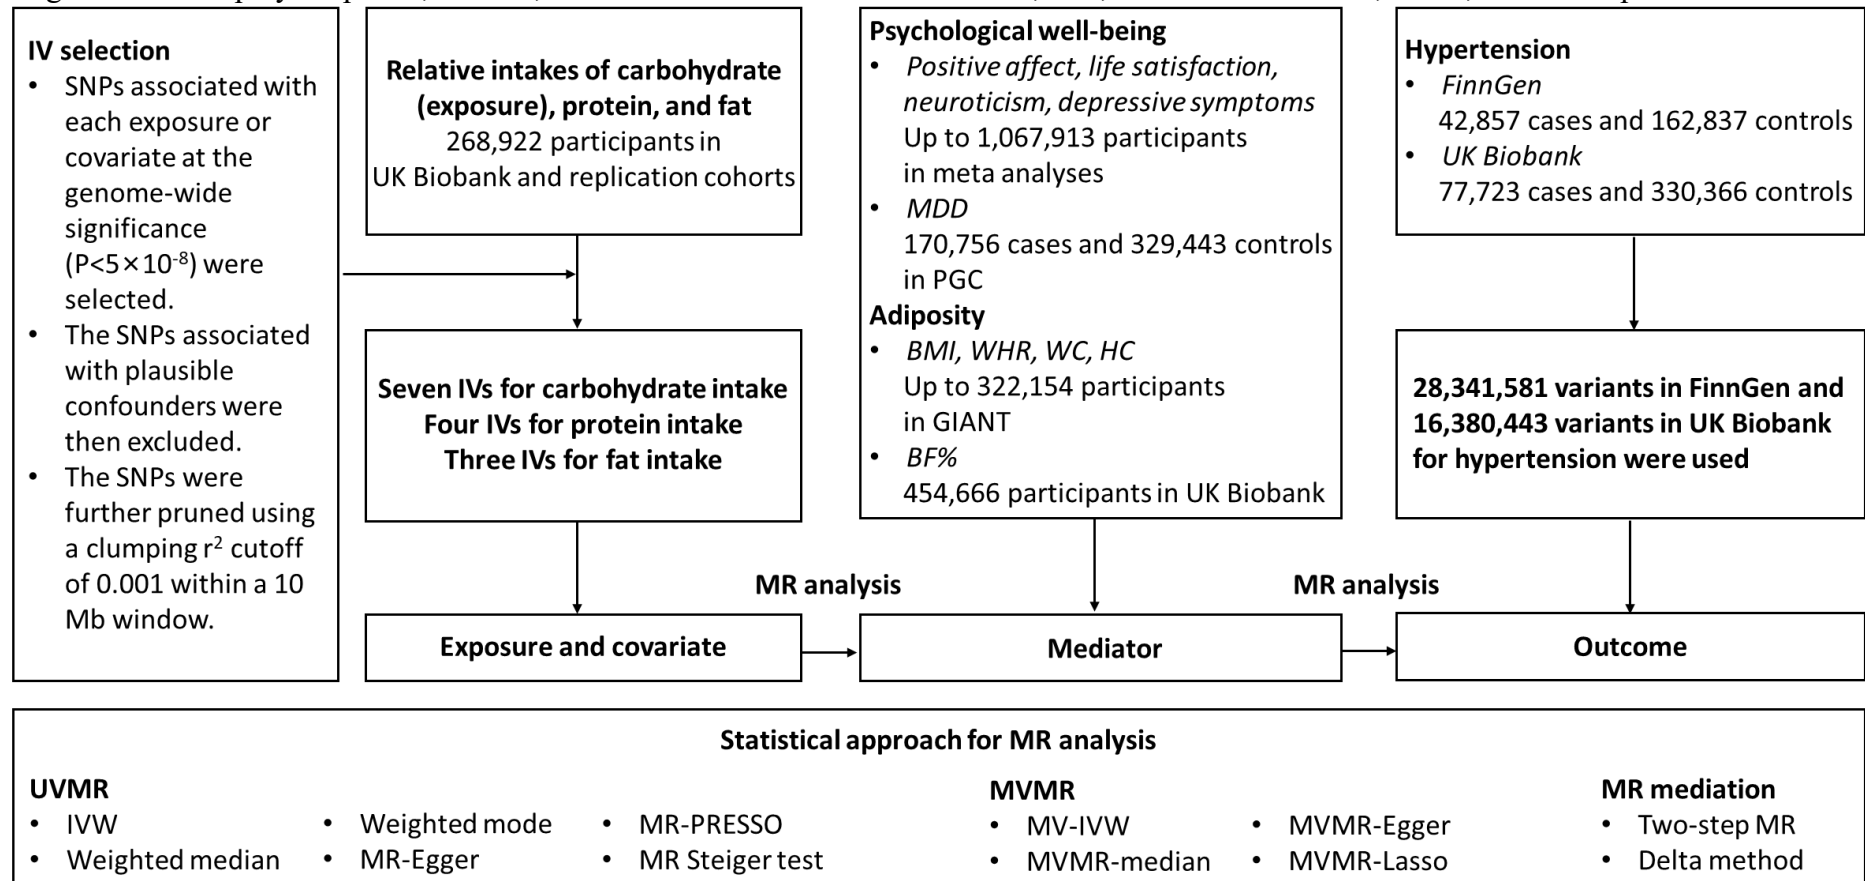 IV selection
• SNPs associated with
each exposure or
covariate at the
genome-wide
significance
(P<5×10-8) were
selected.
• The SNPs associated
with plausible
confounders were
then excluded.
• The SNPs were
further pruned using
a clumping r2 cutoff
of 0.001 within a 10
Mb window.
Relative intakes of carbohydrate
(exposure), protein, and fat
268,922 participants in
UK Biobank and replication cohorts
Seven IVs for carbohydrate intake
Four IVs for protein intake
Three IVs for fat intake
Psychological well-being
• Positive affect, life satisfaction,
neuroticism, depressive symptoms
Up to 1,067,913 participants
in meta analyses
• MDD
170,756 cases and 329,443 controls
in PGC
Adiposity
• BMI, WHR, WC, HC
Up to 322,154 participants
in GIANT
• BF%
454,666 participants in UK Biobank
Hypertension
• FinnGen
42,857 cases and 162,837 controls
• UK Biobank
77,723 cases and 330,366 controls
28,341,581 variants in FinnGen and
16,380,443 variants in UK Biobank
for hypertension were used
MR analysis
MR analysis
Exposure and covariate
Mediator
Outcome
Statistical approach for MR analysis
UVMR
• IVW
• Weighted median
• Weighted mode
• MR-Egger
• MR-PRESSO
• MR Steiger test
MVMR
• MV-IVW
• MVMR-median
• MVMR-Egger
• MVMR-Lasso
MR mediation
• Two-step MR
• Delta method